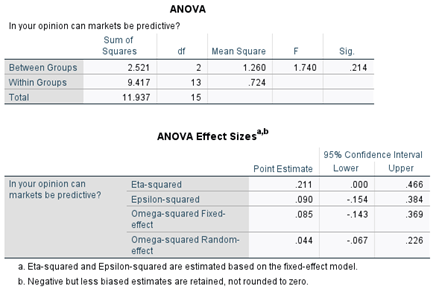 ANOVA
In your opinion can markets be predictive?
Sum of Squares df Mean Square F Sig.
Between Groups 2.521 2 1.260 1.740 .214
Within Groups 9.417 13 .724
Total 11.937 15
ANOVA Effect Sizesa,b
95% Confidence Interval
Point Estimate Lower Upper
In your opinion can markets be predictive? Eta-squared .211 .000 .466
Epsilon-squared .090 -.154 .384
Omega-squared Fixed-effect .085 -.143 .369
Omega-squared Random-effect .044 -.067 .226
a. Eta-squared and Epsilon-squared are estimated based on the fixed-effect model.
b. Negative but less biased estimates are retained, not rounded to zero.